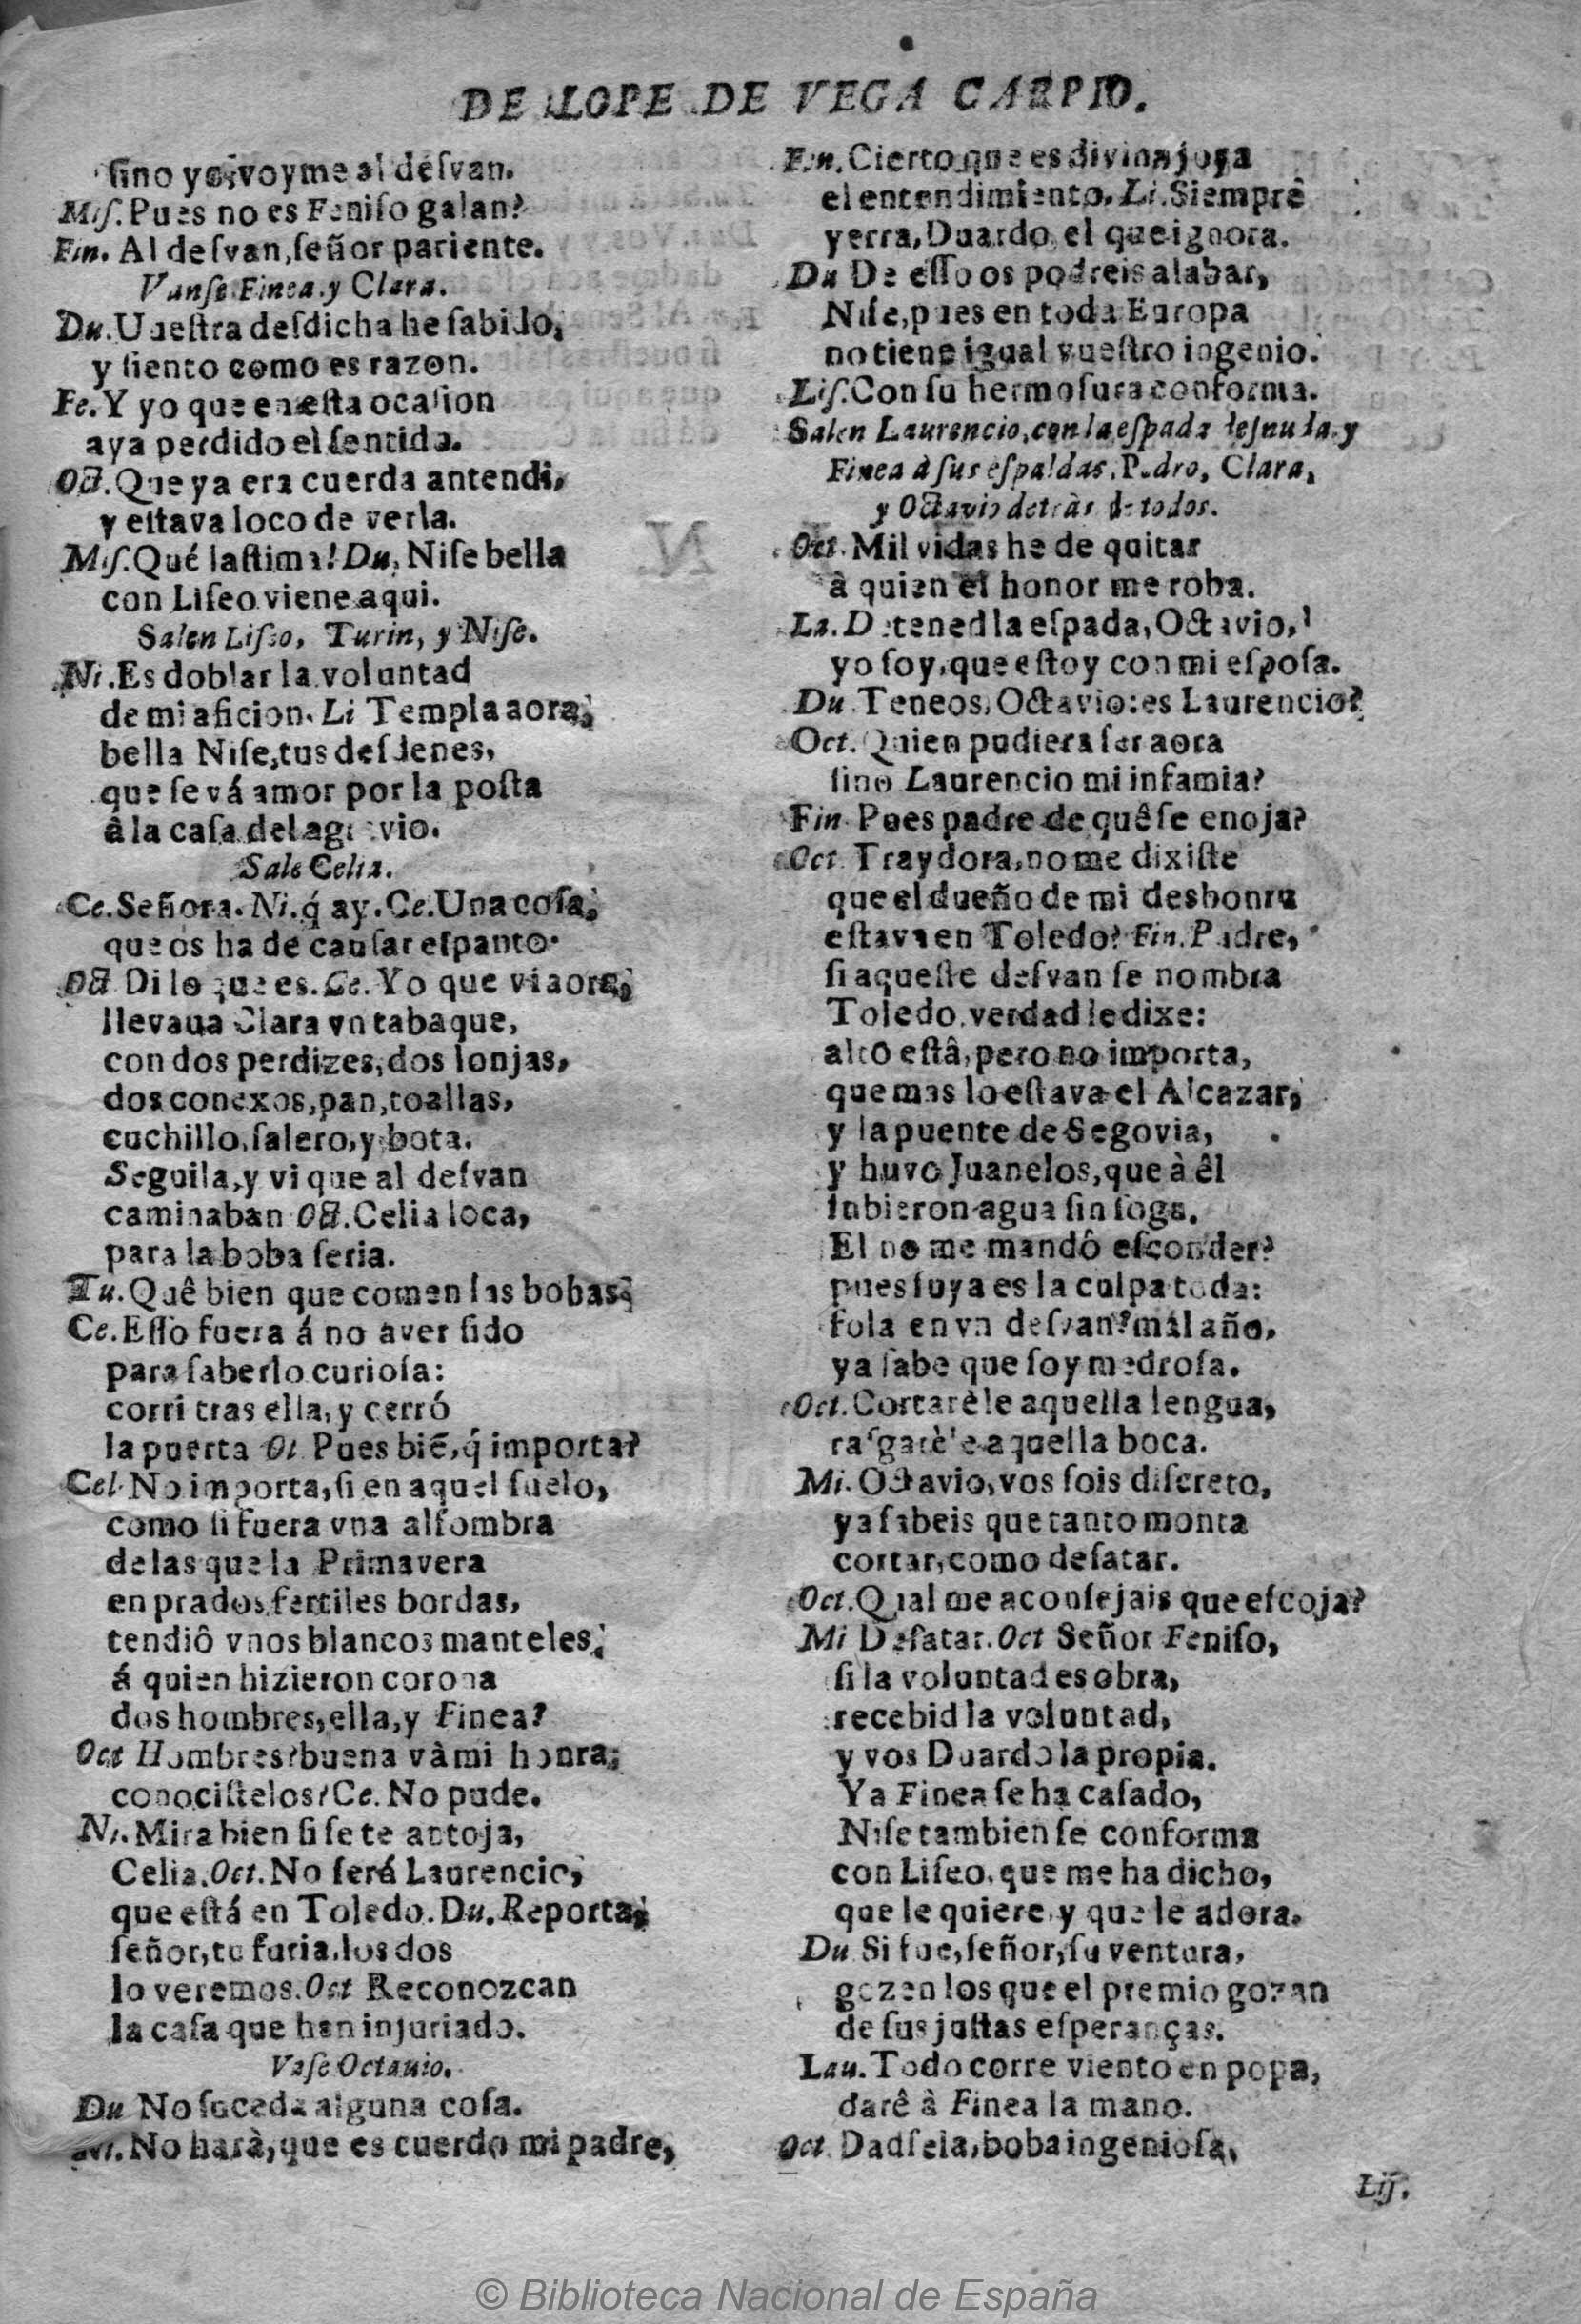 DE LOPE DE VEGA CARPIO.
sino yo; voyme al desvan.
Mis. Pues no es Feniso galan?
Fin. Al desvan, señor pariente.
Vanse Finea, y Clara.
Du. Uuestra desdicha he sabido,
y siento como es razon.
Fe. Y yo que en esta ocasion
aya perdido el sentido.
Oct. Que ya era cuerda antendi,
y estava loco de verla.
Mis. Qué lastima! Du, Nise bella
con Liseo viene aqui.
Salen Liseo, Turin, y Nise.
Ni. Es doblar la voluntad
de mi aficion. Li Templa aora,
bella Nise, tus desdenes,
que se vá amor por la posta
â la casa del agravio.
Sale Celia.
Ce. Señora. Ni. q́ ay. Ce. Una cosa,
que os ha de causar espanto.
Oct Di lo que es. Ce. Yo que vi aora,
llevaua Clara vn tabaque,
con dos perdizes, dos lonjas,
dos conexos, pan, toallas,
cuchillo, salero, y bota.
Seguila, y vi que al desvan
caminaban Oct. Celia loca,
para la boba seria.
Tu. Quê bien que comen las bobas;
Ce. Esso fuera á no aver sido
para saberlo curiosa:
corri tras ella, y cerró
la puerta Ot Pues biẽ, q́ importa?
Cel. No importa, si en aquel suelo,
como si fuera vna alfombra
de las que la Primavera
en prados fertiles bordas,
tendiô vnos blancos manteles,
á quien hizieron corona
dos hombres, ella, y Finea?
Oct Hombres? buena và mi honra;
conocistelos? Ce. No pude.
Ni. Mira bien si se te antoja,
Celia. Oct. No será Laurencio,
que está en Toledo. Du. Reporta,
señor, tu furia, los dos
lo veremos. Oct Reconozcan
la casa que han injuriado.
Vase Octauio.
Du No suceda alguna cosa.
Ni. No harà, que es cuerdo mi padre,
Fin. Cierto que es divina joya
el entendimiento. Li. Siempre
yerra, Duardo, el que ignora.
Du De esso os podreis alabar,
Nise, pues en toda Europa
no tiene igual vuestro ingenio.
Lis. Con su hermosura conforma.
Salen Laurencio, con la espada desnuda, y
Finea à sus espaldas, Pedro, Clara,
y Octavio detràs de todos.
Oct. Mil vidas he de quitar
à quien el honor me roba.
La. Detened la espada, Octavio,
yo soy, que estoy con mi esposa.
Du Teneos, Octavio: es Laurencio?
Oct. Quien pudiera ser aora
sino Laurencio mi infamia?
Fin Pues padre de quê se enoja?
Oct Traydora, no me dixiste
que el dueño de mi deshonra
estava en Toledo? Fin. Padre,
si aqueste desvan se nombra
Toledo, verdad le dixe:
alto estâ, pero no importa,
que mas lo estava el Alcazar,
y la puente de Segovia,
y huvo Juanelos, que à êl
subieron agua sin soga.
El no me mandô esconder?
pues suya es la culpa toda:
sola en vn desvan? mal año,
ya sabe que soy medrosa.
Oct. Cortarèle aquella lengua,
rasgarèle aquella boca.
Mi. Octavio, vos sois discreto,
ya sabeis que tanto monta
cortar, como desatar.
Oct. Qual me aconsejais que escoja?
Mi Desatar. Oct Señor Feniso,
si la voluntad es obra,
recebid la voluntad,
y vos Duardo la propia.
Ya Finea se ha casado,
Nise tambien se conforma
con Liseo, que me ha dicho,
que le quiere, y que le adora.
Du Si fue, señor, su ventura,
gozen los que el premio gozan
de sus justas esperanças.
Lau. Todo corre viento en popa,
darê à Finea la mano.
Oct Dadsela, boba ingeniosa,
Lis.
© Biblioteca Nacional de España